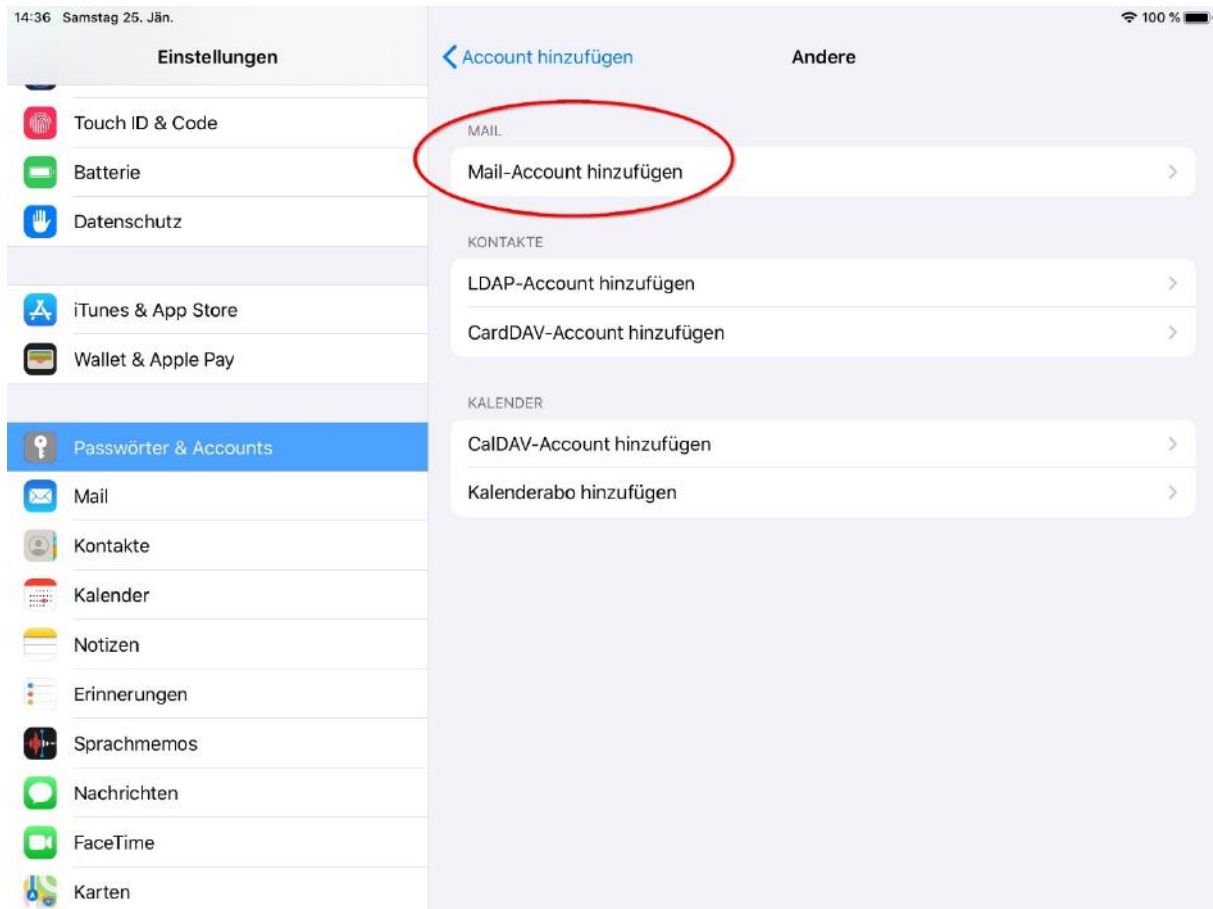 14:36 Samstag 25. Jän.
100 %
Einstellungen
Touch ID & Code
Batterie
Datenschutz
iTunes & App Store
Wallet & Apple Pay
Passwörter & Accounts
Mail
Kontakte
Kalender
Notizen
Erinnerungen
Sprachmemos
Nachrichten
FaceTime
Karten
Account hinzufügen
Andere
MAIL
Mail-Account hinzufügen
KONTAKTE
LDAP-Account hinzufügen
CardDAV-Account hinzufügen
KALENDER
CalDAV-Account hinzufügen
Kalenderabo hinzufügen